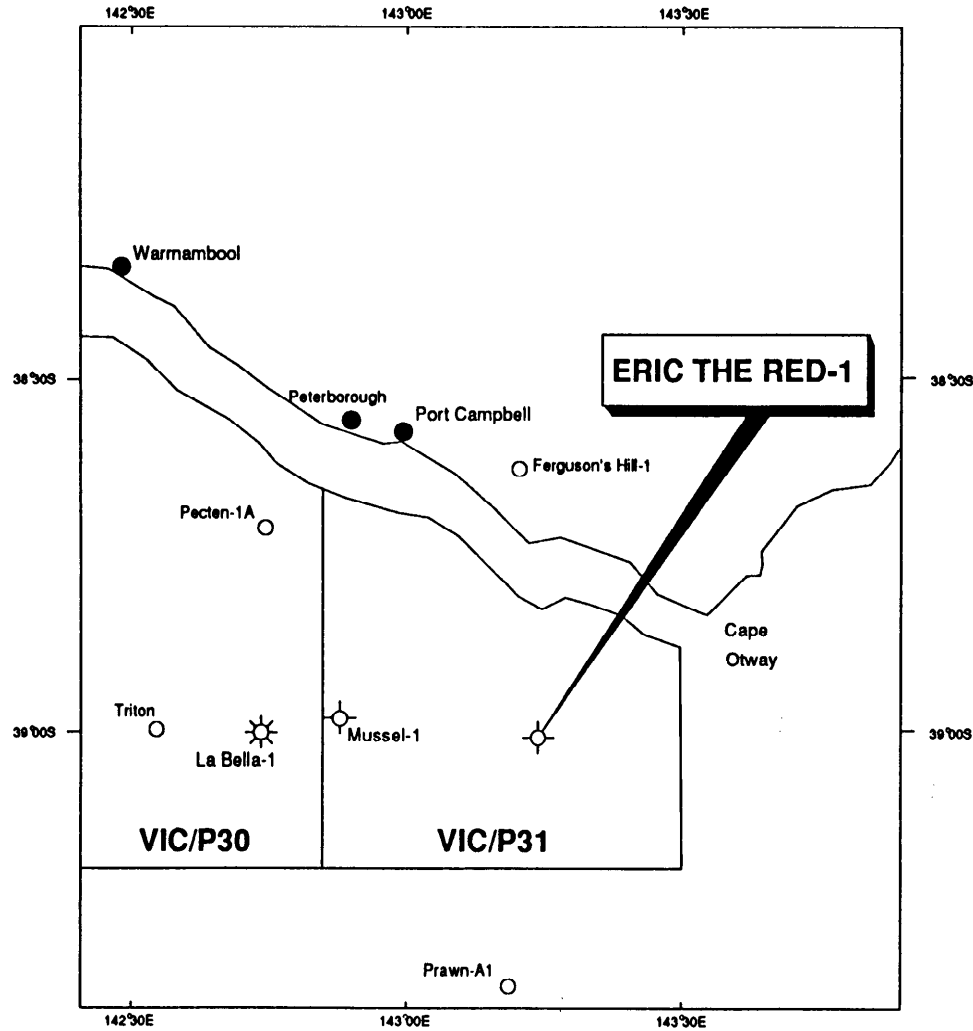 142°30E 143°00E 143°30E
Warrnambool
ERIC THE RED-1
38°30S 38°30S
Peterborough
Port Campbell
Ferguson's Hill-1
Pecten-1A
Cape
Otway
Triton
39°00S 39°00S
Mussel-1
La Bella-1
VIC/P30 VIC/P31
Prawn-A1
142°30E 143°00E 143°30E